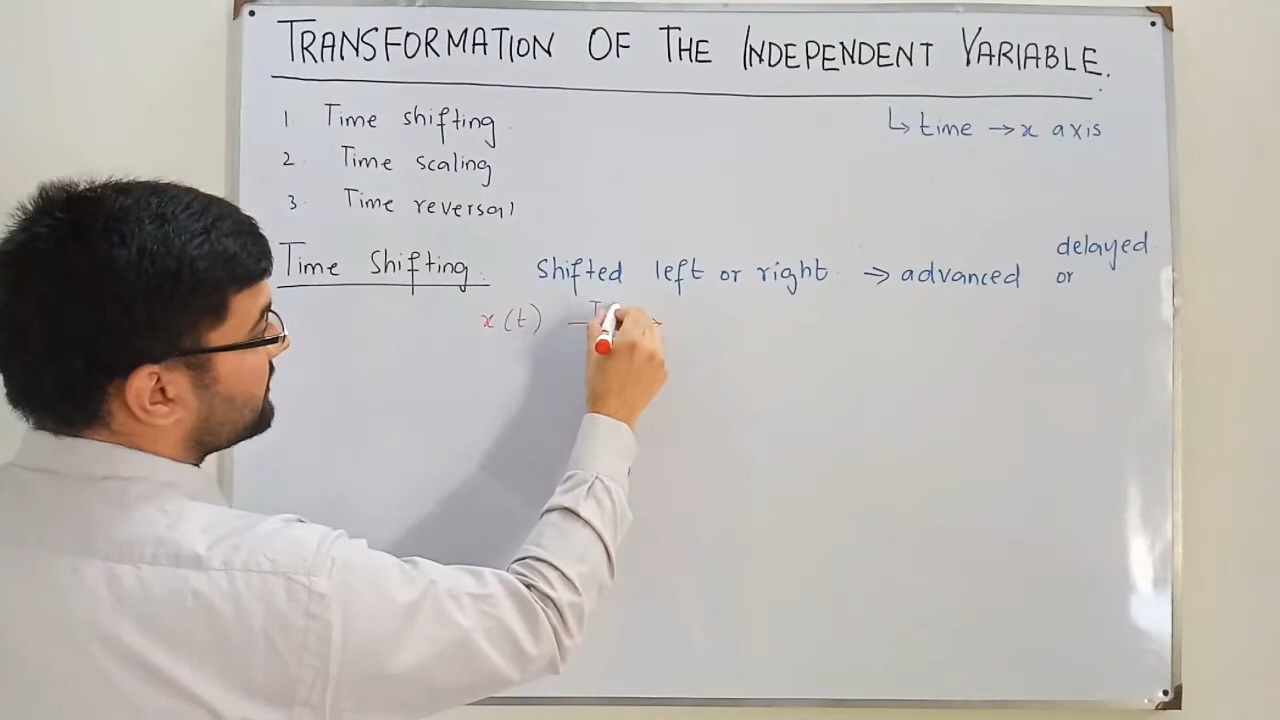 TRANSFORMATION OF THE INDEPENDENT VARIABLE.
↳ time → x axis
1 Time shifting
2 Time scaling
3 Time reversal
Time Shifting
Shifted left or right → advanced or delayed
x(t)